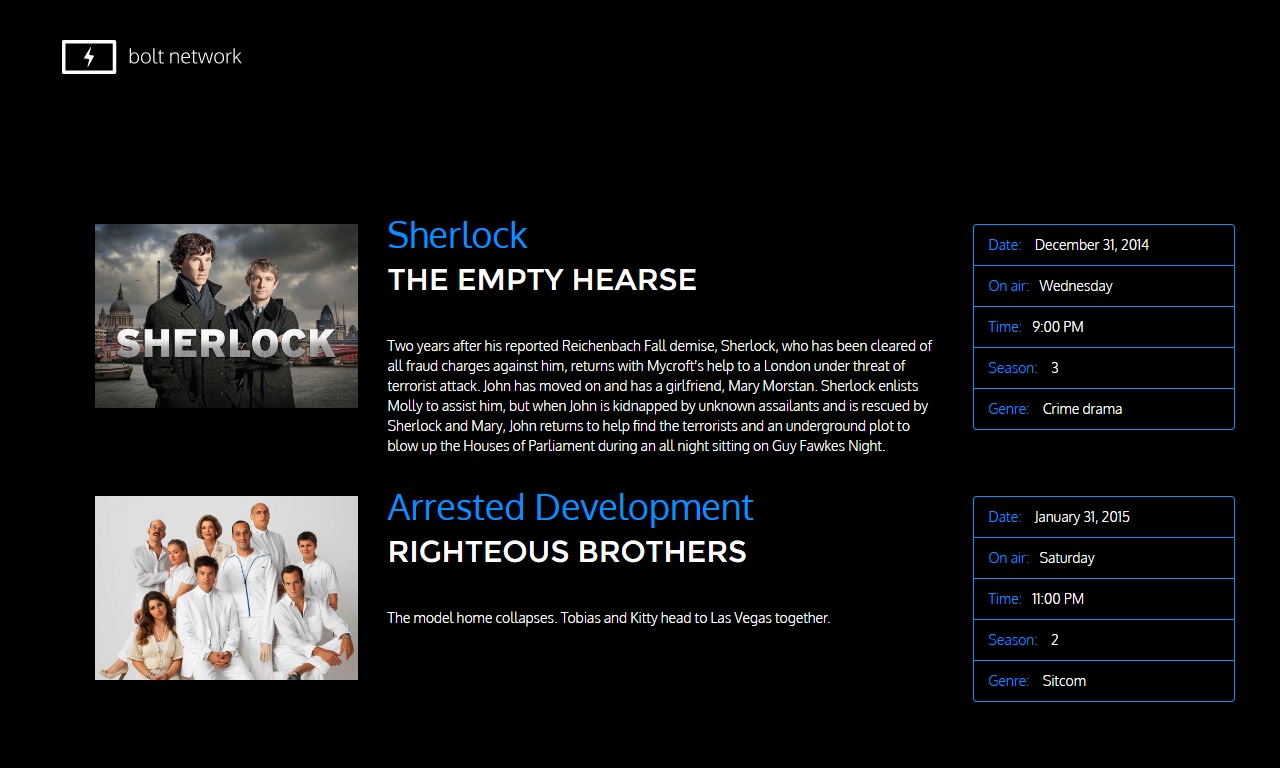 bolt network
SHERLOCK
Sherlock
THE EMPTY HEARSE
Two years after his reported Reichenbach Fall demise, Sherlock, who has been cleared of
all fraud charges against him, returns with Mycroft's help to a London under threat of
terrorist attack. John has moved on and has a girlfriend, Mary Morstan. Sherlock enlists
Molly to assist him, but when John is kidnapped by unknown assailants and is rescued by
Sherlock and Mary, John returns to help find the terrorists and an underground plot to
blow up the Houses of Parliament during an all night sitting on Guy Fawkes Night.
Date: December 31, 2014
On air: Wednesday
Time: 9:00 PM
Season: 3
Genre: Crime drama
Arrested Development
RIGHTEOUS BROTHERS
The model home collapses. Tobias and Kitty head to Las Vegas together.
Date: January 31, 2015
On air: Saturday
Time: 11:00 PM
Season: 2
Genre: Sitcom